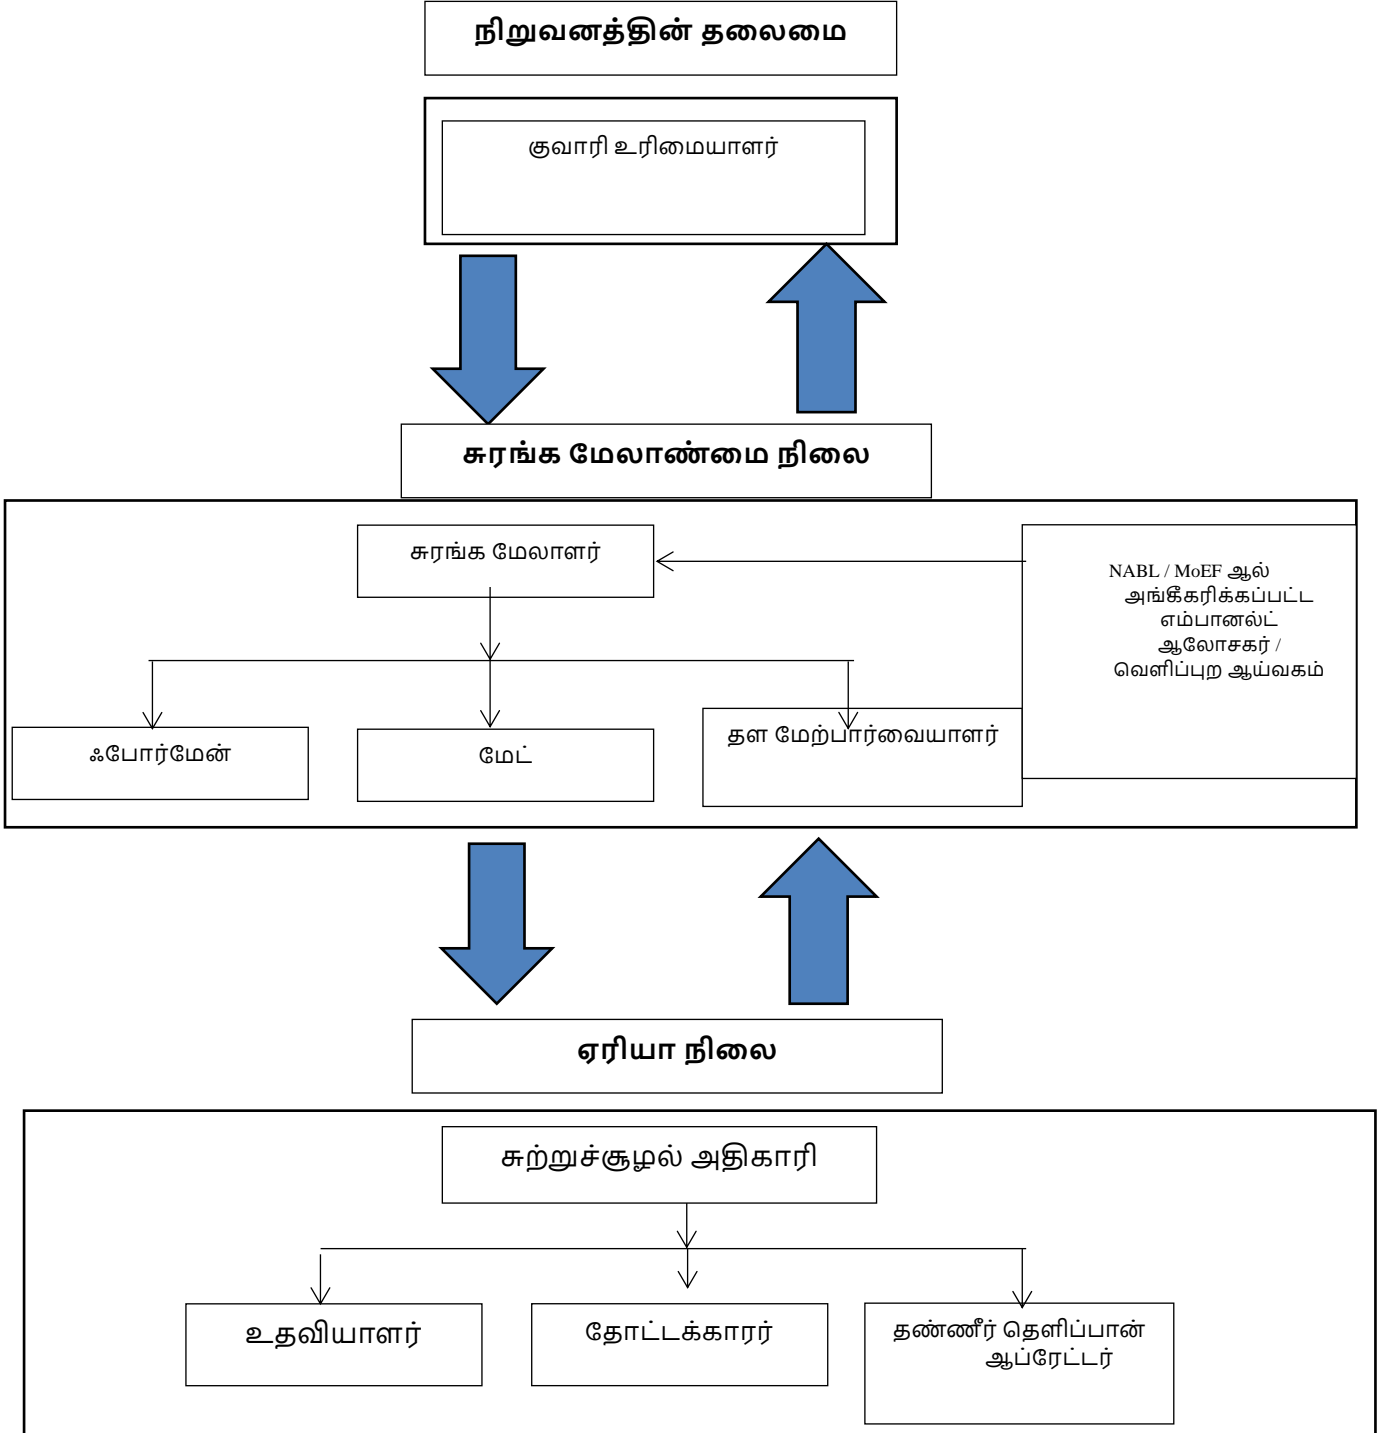 நிறுவனத்தின் தலைமை
குவாரி உரிமையாளர்
சுரங்க மேலாண்மை நிலை
சுரங்க மேலாளர்
NABL / MoEF ஆல்
அங்கீகரிக்கப்பட்ட
எம்பானல்ட்
ஆலோசகர் /
வெளிப்புற ஆய்வகம்
ஃபோர்மேன்
மேட்
தள மேற்பார்வையாளர்
ஏரியா நிலை
சுற்றுச்சூழல் அதிகாரி
உதவியாளர்
தோட்டக்காரர்
தண்ணீர் தெளிப்பான்
ஆப்ரேட்டர்